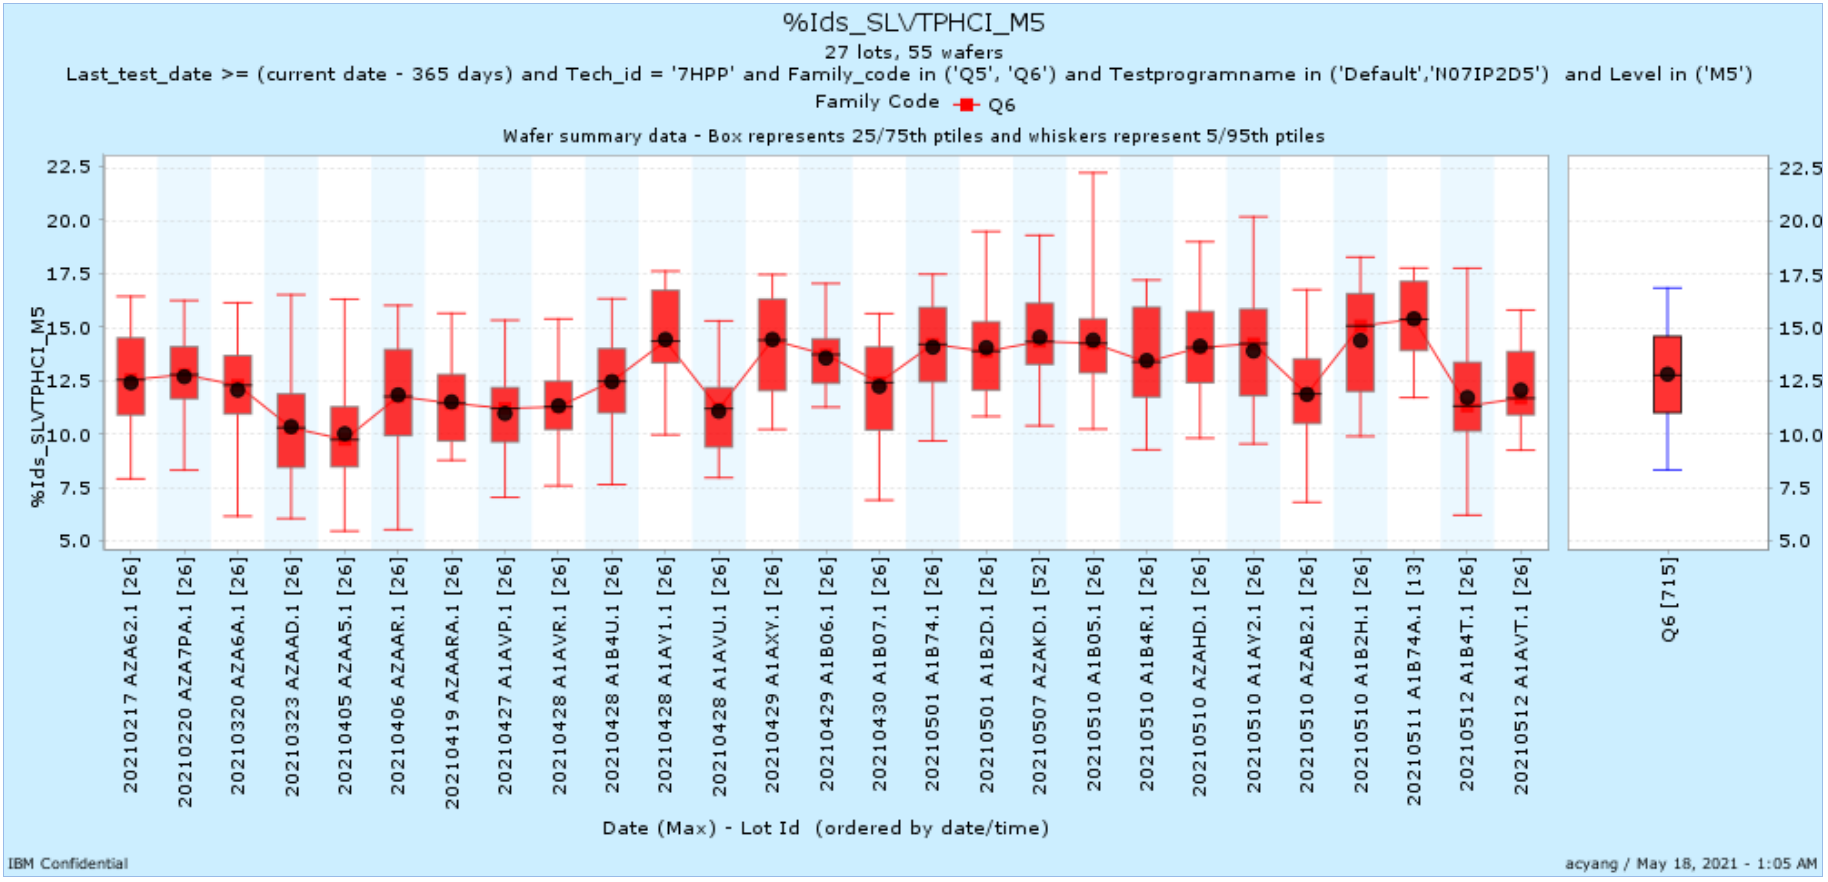 %Ids_SLVTPHCI_M5
27 lots, 55 wafers
Last_test_date >= (current date - 365 days) and Tech_id = '7HPP' and Family_code in ('Q5', 'Q6') and Testprogramname in ('Default','N07IP2D5')  and Level in ('M5')
Family Code Q6
Wafer summary data - Box represents 25/75th ptiles and whiskers represent 5/95th ptiles
%Ids_SLVTPHCI_M5
22.5
20.0
17.5
15.0
12.5
10.0
7.5
5.0
22.5
20.0
17.5
15.0
12.5
10.0
7.5
5.0
20210217 AZA62.1 [26]
20210220 AZA7PA.1 [26]
20210320 AZA6A.1 [26]
20210323 AZAAD.1 [26]
20210405 AZAA5.1 [26]
20210406 AZAAR.1 [26]
20210419 AZAARA.1 [26]
20210427 A1AVP.1 [26]
20210428 A1AVR.1 [26]
20210428 A1B4U.1 [26]
20210428 A1AY1.1 [26]
20210428 A1AVU.1 [26]
20210429 A1AXY.1 [26]
20210429 A1B06.1 [26]
20210430 A1B07.1 [26]
20210501 A1B74.1 [26]
20210501 A1B2D.1 [26]
20210507 AZAKD.1 [52]
20210510 A1B05.1 [26]
20210510 A1B4R.1 [26]
20210510 AZAHD.1 [26]
20210510 A1AY2.1 [26]
20210510 AZAB2.1 [26]
20210510 A1B2H.1 [26]
20210511 A1B74A.1 [13]
20210512 A1B4T.1 [26]
20210512 A1AVT.1 [26]
Q6 [715]
Date (Max) - Lot Id  (ordered by date/time)
IBM Confidential
acyang / May 18, 2021 - 1:05 AM